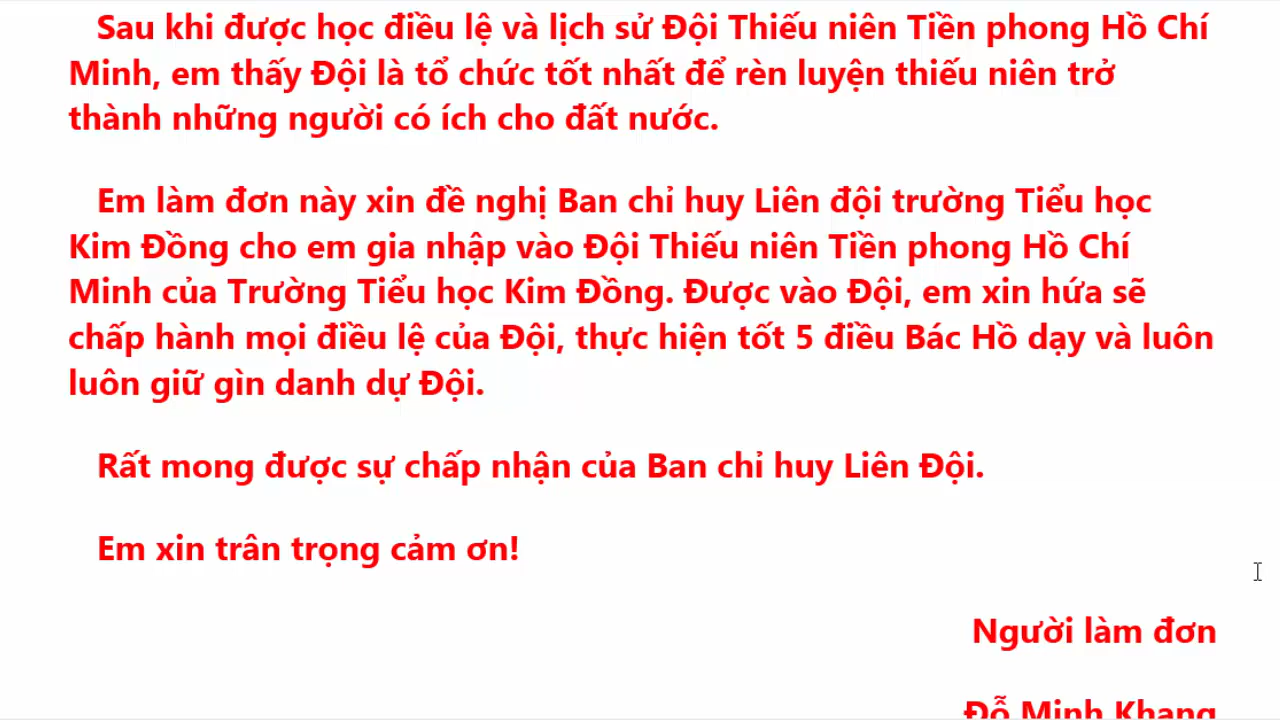 Sau khi được học điều lệ và lịch sử Đội Thiếu niên Tiền phong Hồ Chí
Minh, em thấy Đội là tổ chức tốt nhất để rèn luyện thiếu niên trở
thành những người có ích cho đất nước.
Em làm đơn này xin đề nghị Ban chỉ huy Liên đội trường Tiểu học
Kim Đồng cho em gia nhập vào Đội Thiếu niên Tiền phong Hồ Chí
Minh của Trường Tiểu học Kim Đồng. Được vào Đội, em xin hứa sẽ
chấp hành mọi điều lệ của Đội, thực hiện tốt 5 điều Bác Hồ dạy và luôn
luôn giữ gìn danh dự Đội.
Rất mong được sự chấp nhận của Ban chỉ huy Liên Đội.
Em xin trân trọng cảm ơn!
Người làm đơn
Đỗ Minh Khang